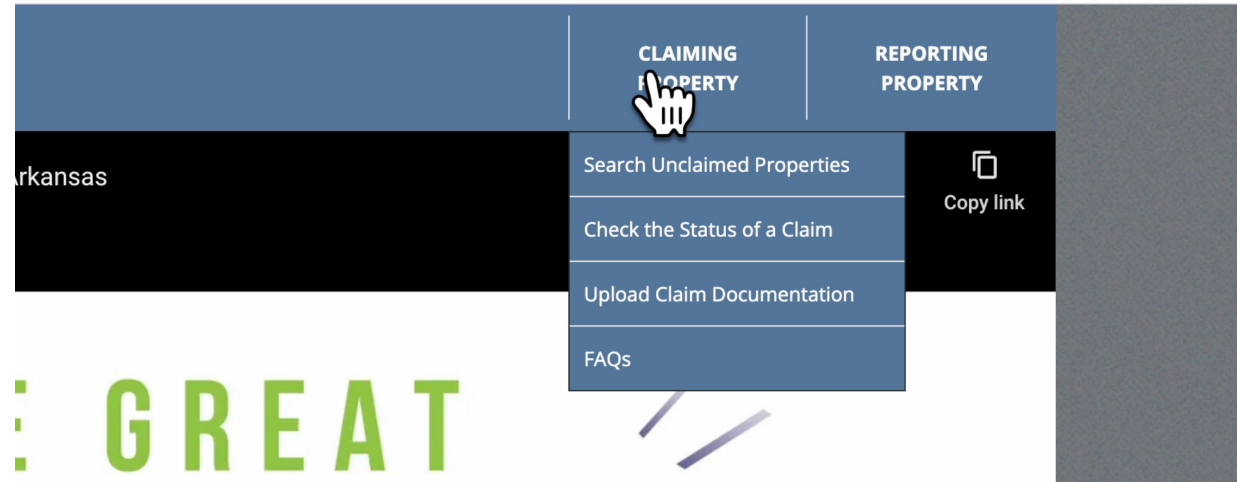 CLAIMING
PROPERTY
REPORTING
PROPERTY
Search Unclaimed Properties
rkansas
Copy link
Check the Status of a Claim
Upload Claim Documentation
FAQs
E GREAT